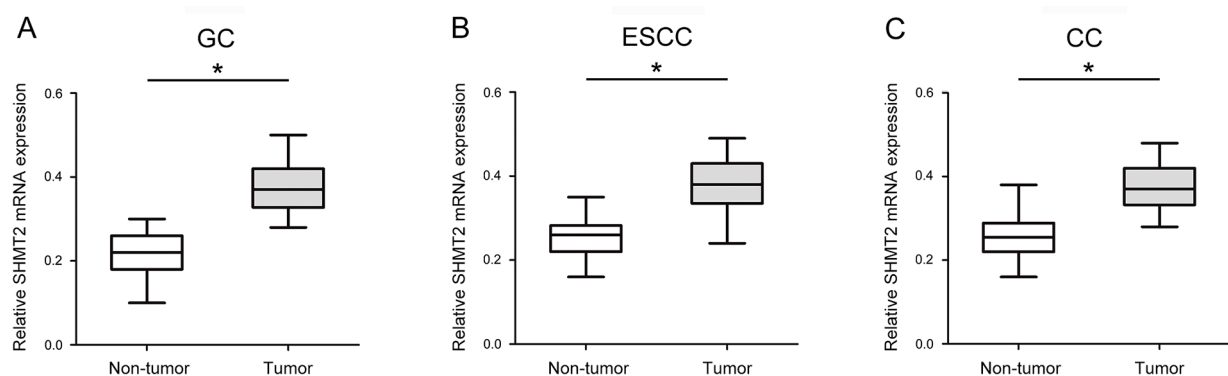 A
GC
*
Relative SHMT2 mRNA expression
0.6
0.4
0.2
0.0
Non-tumor
Tumor
B
ESCC
*
Relative SHMT2 mRNA expression
0.6
0.4
0.2
0.0
Non-tumor
Tumor
C
CC
*
Relative SHMT2 mRNA expression
0.6
0.4
0.2
0.0
Non-tumor
Tumor